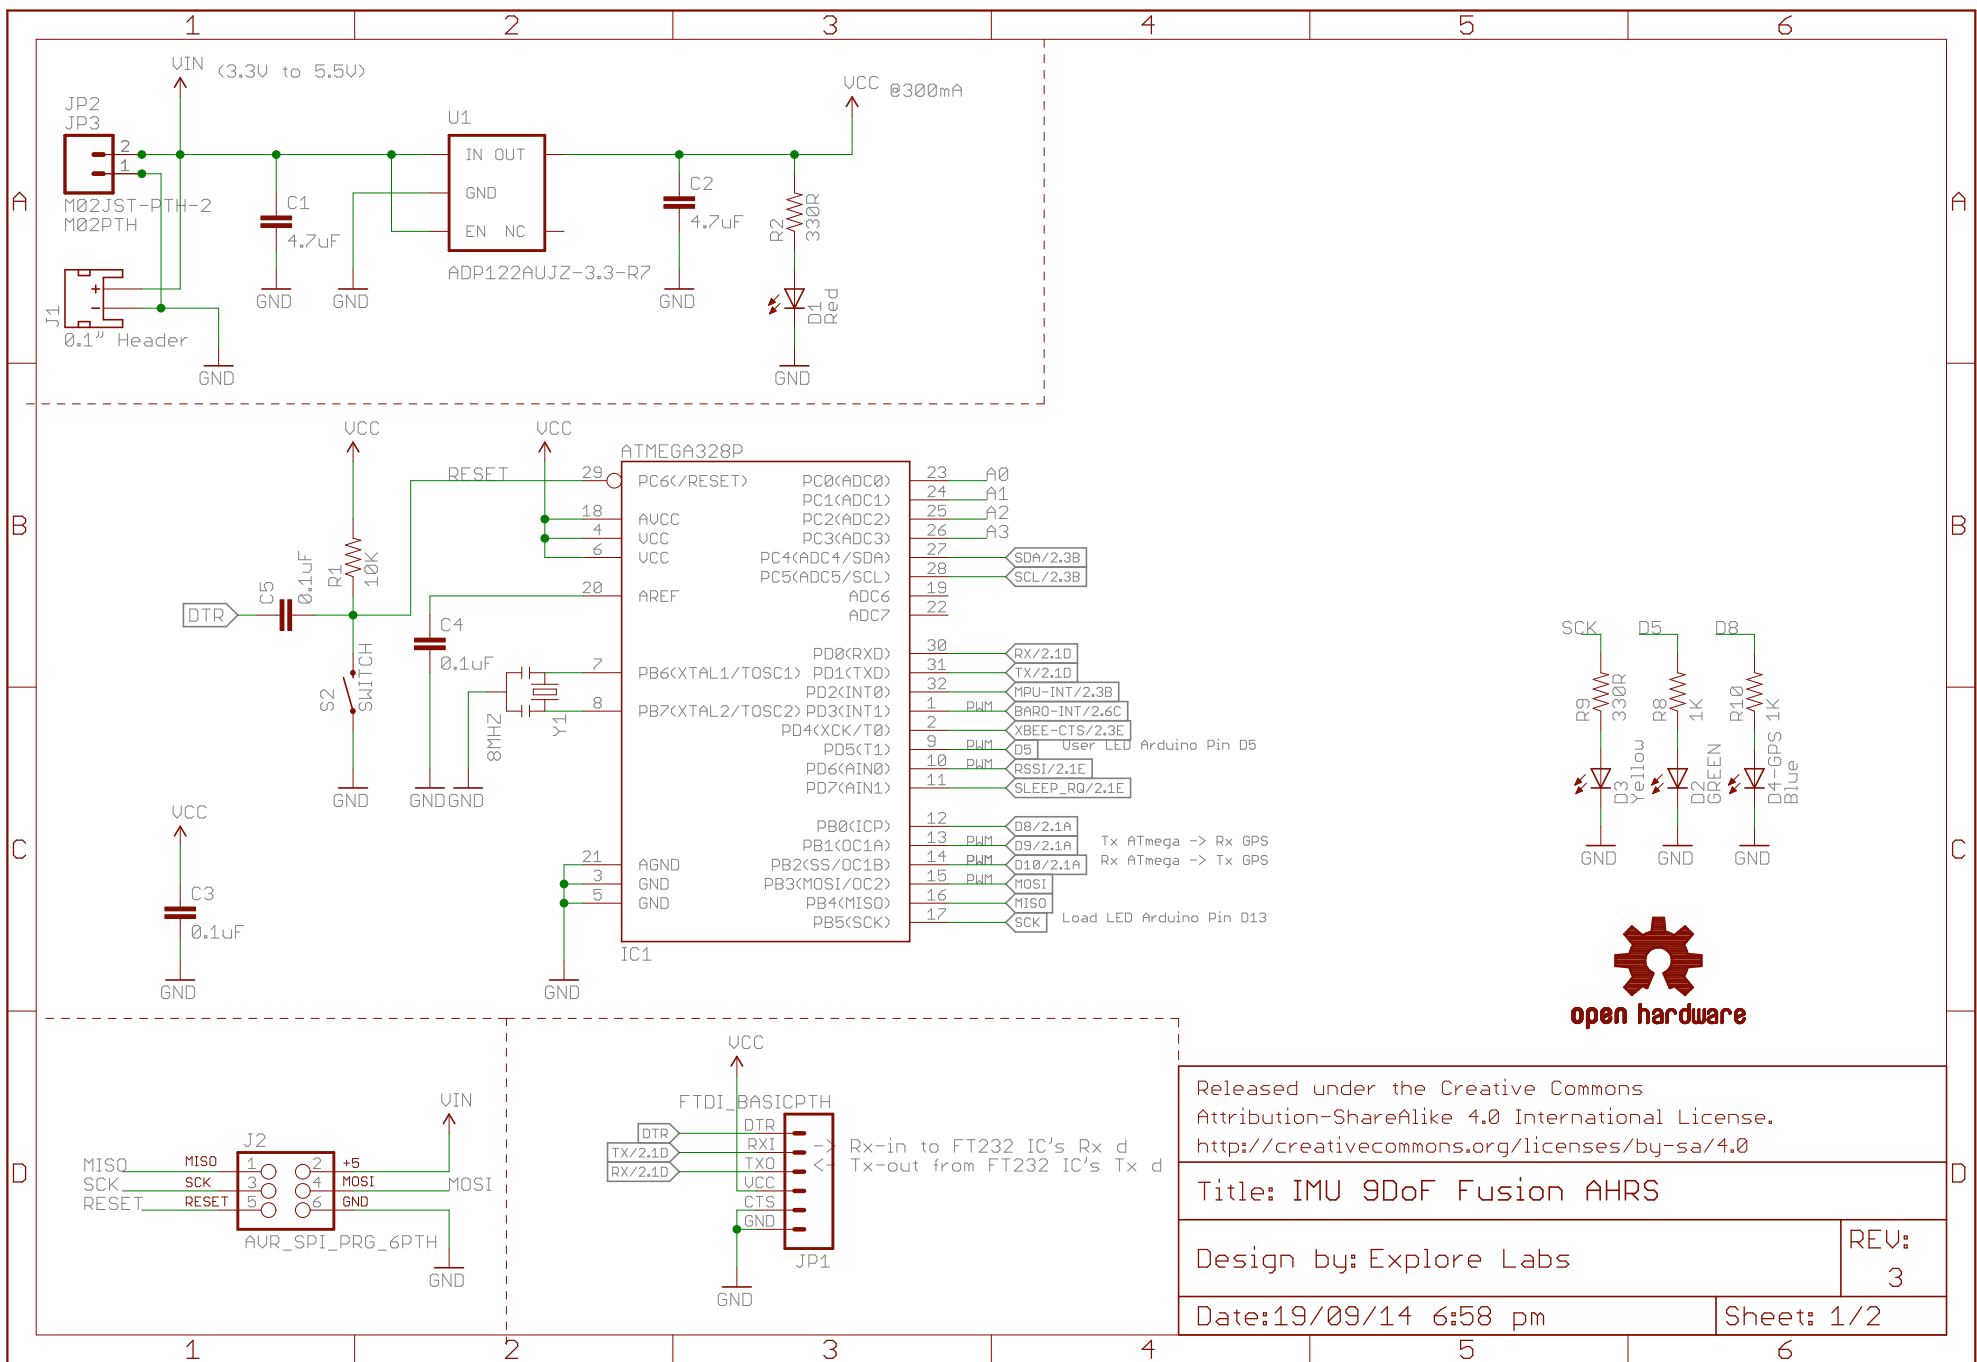 1 2 3 4 5 6
A
B
C
D
A
B
C
D
VIN (3.3V to 5.5V)
JP2
JP3
2
1
M02JST-PTH-2
M02PTH
J1
+
-
0.1" Header
GND
C1
4.7uF
GND
GND
U1
IN OUT
GND
EN NC
ADP122AUJZ-3.3-R7
C2
4.7uF
GND
VCC @300mA
R2
330R
D1
Red
GND
VCC
RESET
R1
10K
C5
0.1uF
DTR
S2
SWITCH
GND
VCC
C4
0.1uF
GND
GND
8MHZ
Y1
VCC
C3
0.1uF
GND
ATMEGA328P
29 PC6(/RESET)
18 AVCC
4 VCC
6 VCC
20 AREF
7 PB6(XTAL1/TOSC1)
8 PB7(XTAL2/TOSC2)
21 AGND
3 GND
5 GND
GND
IC1
PC0(ADC0) 23 A0
PC1(ADC1) 24 A1
PC2(ADC2) 25 A2
PC3(ADC3) 26 A3
PC4(ADC4/SDA) 27 SDA/2.3B
PC5(ADC5/SCL) 28 SCL/2.3B
ADC6 19
ADC7 22
PD0(RXD) 30 RX/2.1D
PD1(TXD) 31 TX/2.1D
PD2(INT0) 32 MPU-INT/2.3B
PD3(INT1) 1 PWM BARO-INT/2.6C
PD4(XCK/T0) 2 XBEE-CTS/2.3E
PD5(T1) 9 PWM D5 User LED Arduino Pin D5
PD6(AIN0) 10 PWM RSSI/2.1E
PD7(AIN1) 11 SLEEP_RQ/2.1E
PB0(ICP) 12 D8/2.1A
PB1(OC1A) 13 PWM D9/2.1A Tx ATmega -> Rx GPS
PB2(SS/OC1B) 14 PWM D10/2.1A Rx ATmega -> Tx GPS
PB3(MOSI/OC2) 15 PWM MOSI
PB4(MISO) 16 MISO
PB5(SCK) 17 SCK Load LED Arduino Pin D13
SCK D5 D8
R9
330R
R8
1K
R10
1K
D3
Yellow
D2
GREEN
D4-GPS
Blue
GND GND GND
open hardware
VIN
J2
MISO MISO 1 2 +5
SCK SCK 3 4 MOSI MOSI
RESET RESET 5 6 GND
AVR_SPI_PRG_6PTH
GND
VCC
FTDI_BASICPTH
DTR DTR
TX/2.1D RXI -> Rx-in to FT232 IC's Rx d
RX/2.1D TXO <- Tx-out from FT232 IC's Tx d
VCC
CTS
GND
JP1
GND
Released under the Creative Commons
Attribution-ShareAlike 4.0 International License.
http://creativecommons.org/licenses/by-sa/4.0
Title: IMU 9DoF Fusion AHRS
Design by: Explore Labs
REV:
3
Date:19/09/14 6:58 pm
Sheet: 1/2
1 2 3 4 5 6